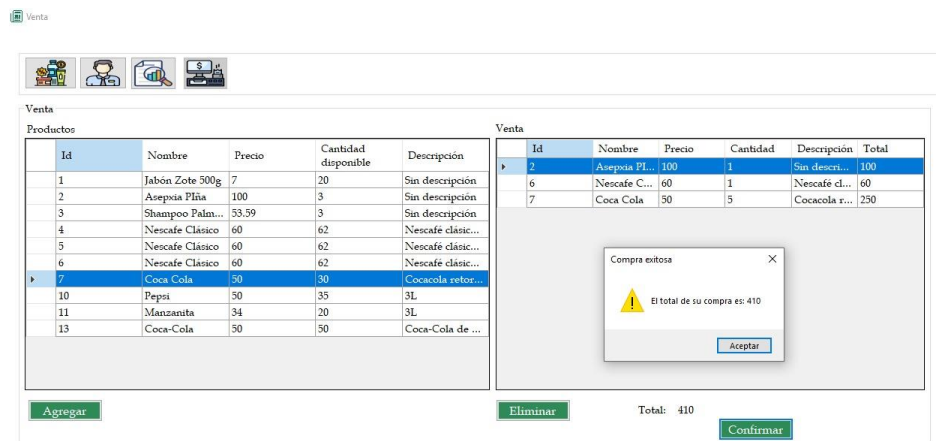 Venta
Venta
Productos
Id Nombre Precio Cantidad disponible Descripción
1 Jabón Zote 500g 7 20 Sin descripción
2 Asepxia PIña 100 3 Sin descripción
3 Shampoo Palm... 53.59 3 Sin descripción
4 Nescafe Clásico 60 62 Nescafé clásic...
5 Nescafe Clásico 60 62 Nescafé clásic...
6 Nescafe Clásico 60 62 Nescafé clásic...
7 Coca Cola 50 30 Cocacola retor...
10 Pepsi 50 35 3L
11 Manzanita 34 20 3L
13 Coca-Cola 50 50 Coca-Cola de ...
Agregar
Venta
Id Nombre Precio Cantidad Descripción Total
2 Asepxia PI... 100 1 Sin descri... 100
6 Nescafe C... 60 1 Nescafé cl... 60
7 Coca Cola 50 5 Cocacola r... 250
Compra exitosa
El total de su compra es: 410
Aceptar
Eliminar
Total: 410
Confirmar